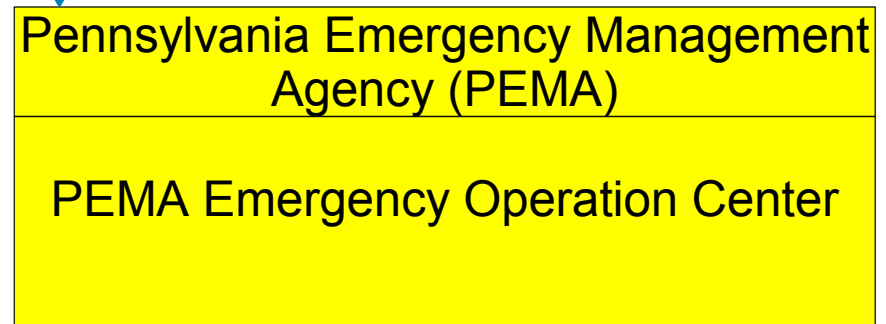 Pennsylvania Emergency Management
Agency (PEMA)
PEMA Emergency Operation Center